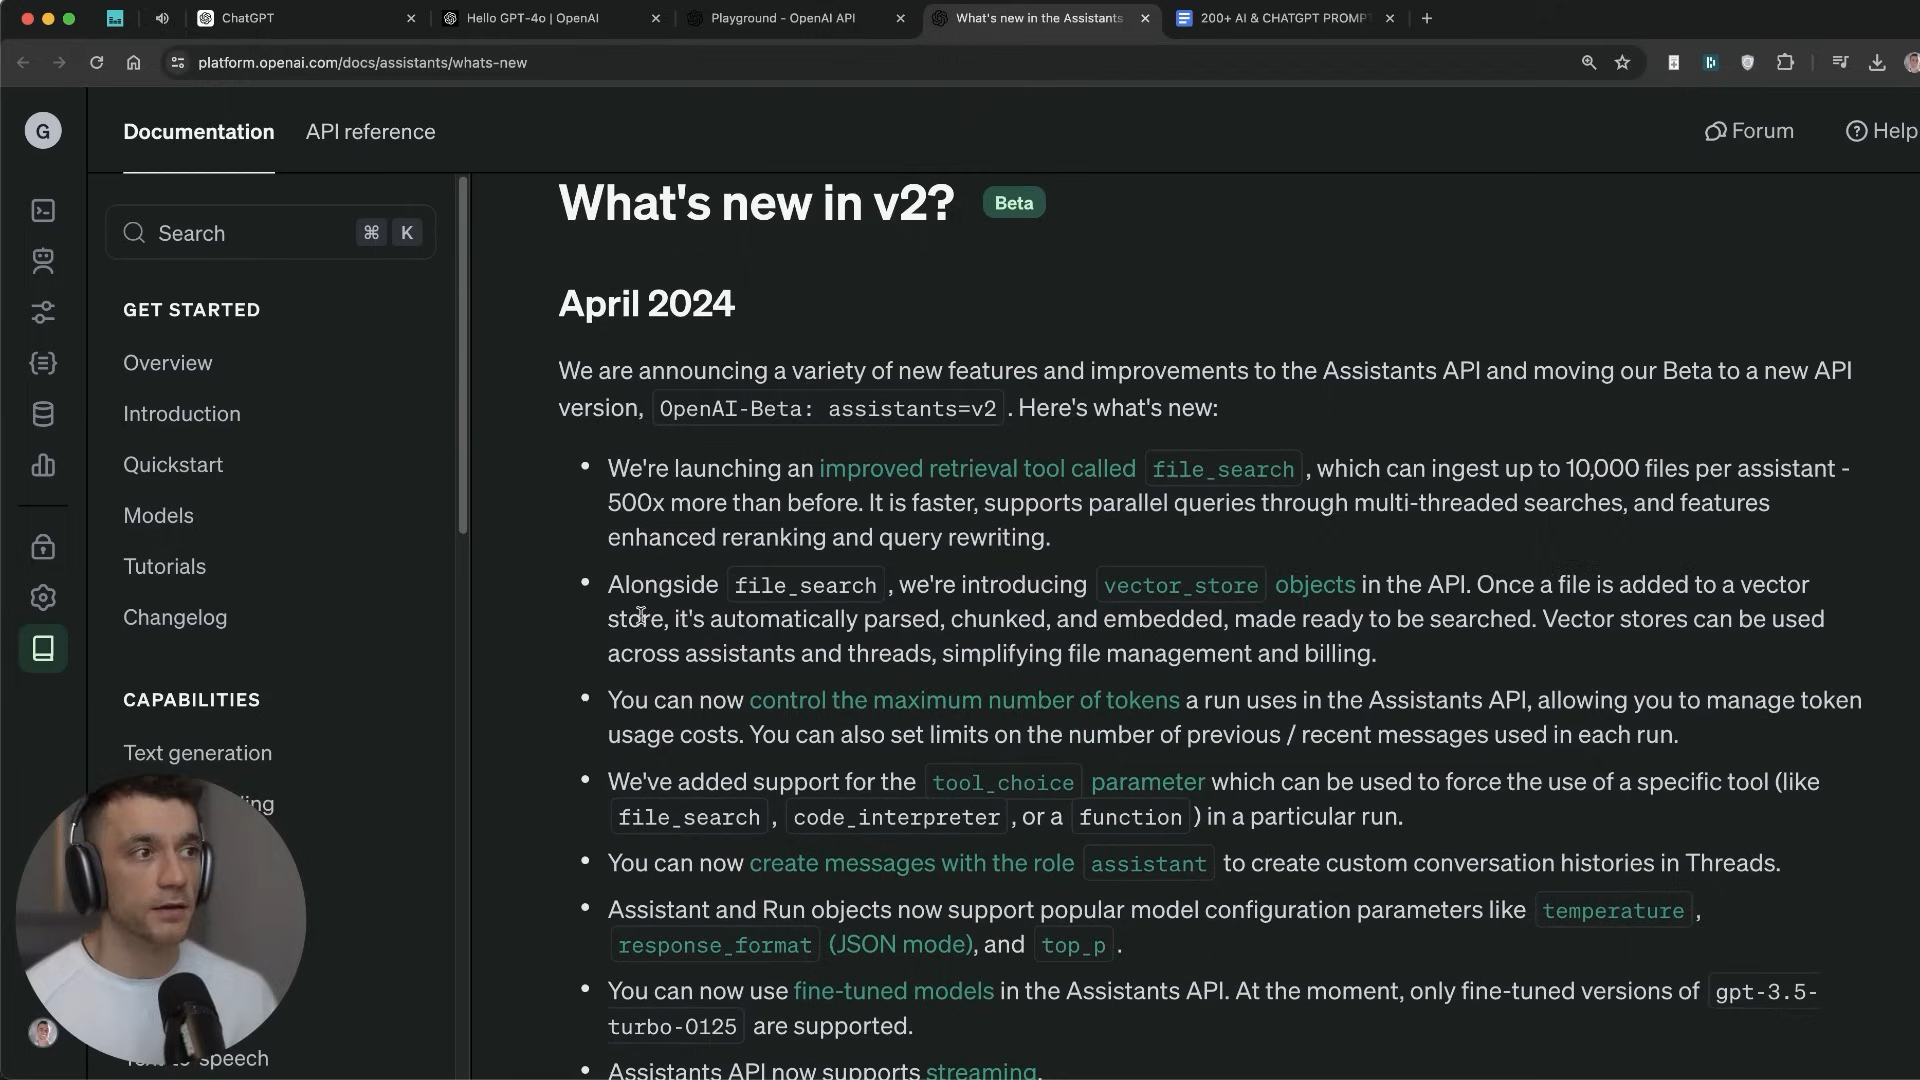 ChatGPT
Hello GPT-4o | OpenAI
Playground - OpenAI API
What's new in the Assistants
200+ AI & CHATGPT PROMP
platform.openai.com/docs/assistants/whats-new
G
Documentation
API reference
Forum
Help
Search
⌘ K
GET STARTED
Overview
Introduction
Quickstart
Models
Tutorials
Changelog
CAPABILITIES
Text generation
What's new in v2? Beta
April 2024
We are announcing a variety of new features and improvements to the Assistants API and moving our Beta to a new API
version, OpenAI-Beta: assistants=v2 . Here's what's new:
• We're launching an improved retrieval tool called file_search , which can ingest up to 10,000 files per assistant -
500x more than before. It is faster, supports parallel queries through multi-threaded searches, and features
enhanced reranking and query rewriting.
• Alongside file_search , we're introducing vector_store objects in the API. Once a file is added to a vector
store, it's automatically parsed, chunked, and embedded, made ready to be searched. Vector stores can be used
across assistants and threads, simplifying file management and billing.
• You can now control the maximum number of tokens a run uses in the Assistants API, allowing you to manage token
usage costs. You can also set limits on the number of previous / recent messages used in each run.
• We've added support for the tool_choice parameter which can be used to force the use of a specific tool (like
file_search , code_interpreter , or a function ) in a particular run.
• You can now create messages with the role assistant to create custom conversation histories in Threads.
• Assistant and Run objects now support popular model configuration parameters like temperature ,
response_format (JSON mode), and top_p .
• You can now use fine-tuned models in the Assistants API. At the moment, only fine-tuned versions of gpt-3.5-
turbo-0125 are supported.
• Assistants API now supports streaming.